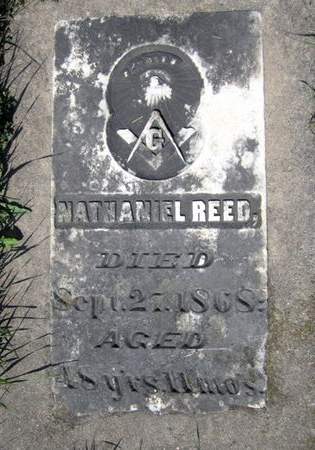 G
NATHANIEL REED,
DIED
Sept. 27. 1868:
AGED
48 yrs. 11 mos.